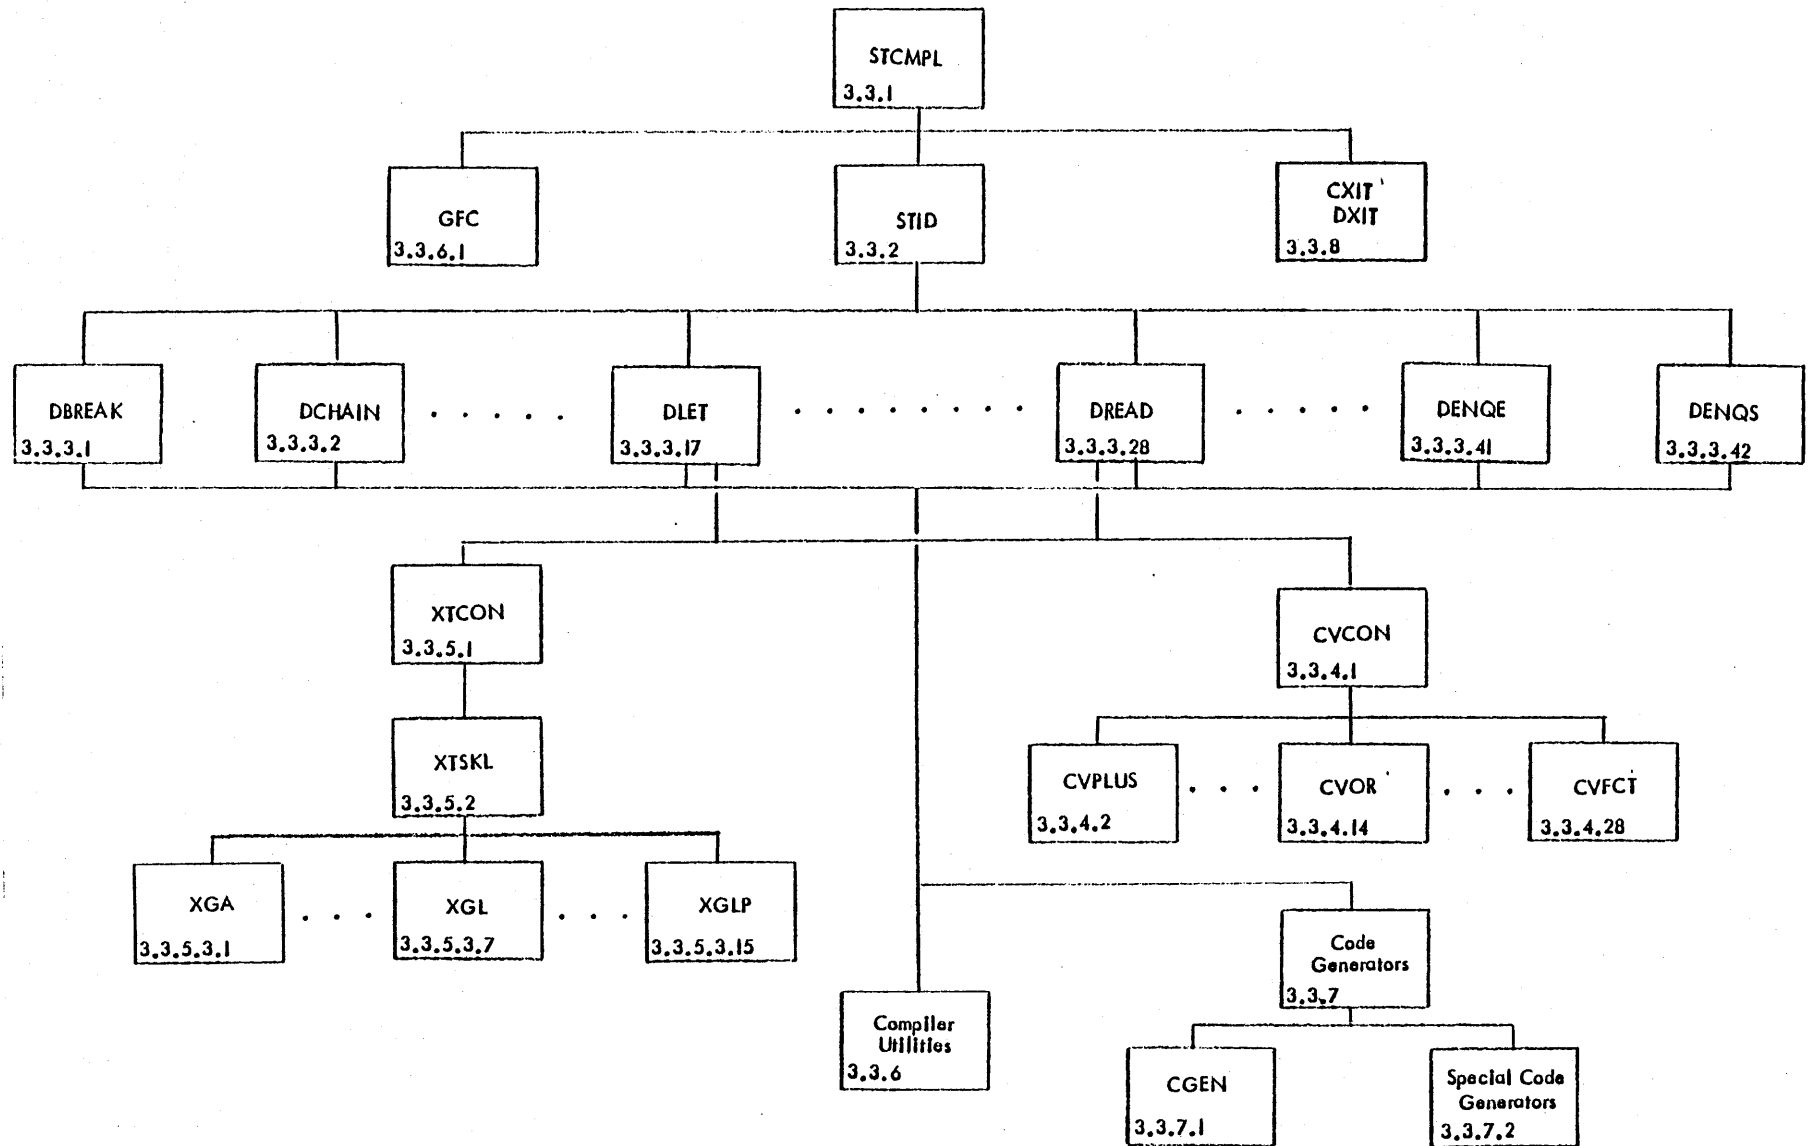 STCMPL
3.3.1
GFC
3.3.6.1
STID
3.3.2
CXIT
DXIT
3.3.8
DBREAK
3.3.3.1
DCHAIN
3.3.3.2
DLET
3.3.3.17
DREAD
3.3.3.28
DENQE
3.3.3.41
DENQS
3.3.3.42
XTCON
3.3.5.1
CVCON
3.3.4.1
XTSKL
3.3.5.2
CVPLUS
3.3.4.2
CVOR
3.3.4.14
CVFCT
3.3.4.28
XGA
3.3.5.3.1
XGL
3.3.5.3.7
XGLP
3.3.5.3.15
Code
Generators
3.3.7
Compiler
Utilities
3.3.6
CGEN
3.3.7.1
Special Code
Generators
3.3.7.2